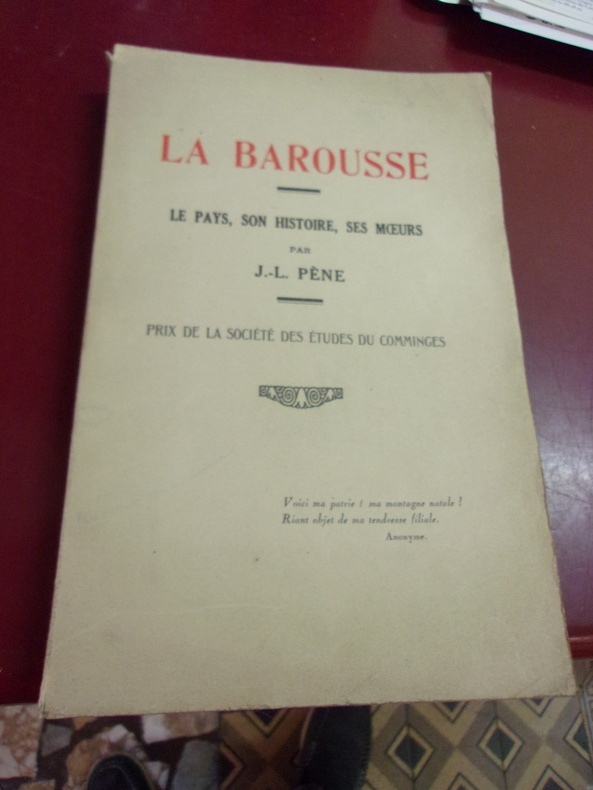 LA BAROUSSE
LE PAYS, SON HISTOIRE, SES MŒURS
PAR
J.-L. PÈNE
PRIX DE LA SOCIÉTÉ DES ÉTUDES DU COMMINGES
Voici ma patrie ! ma montagne natale !
Riant objet de ma tendresse filiale.
Anonyme.